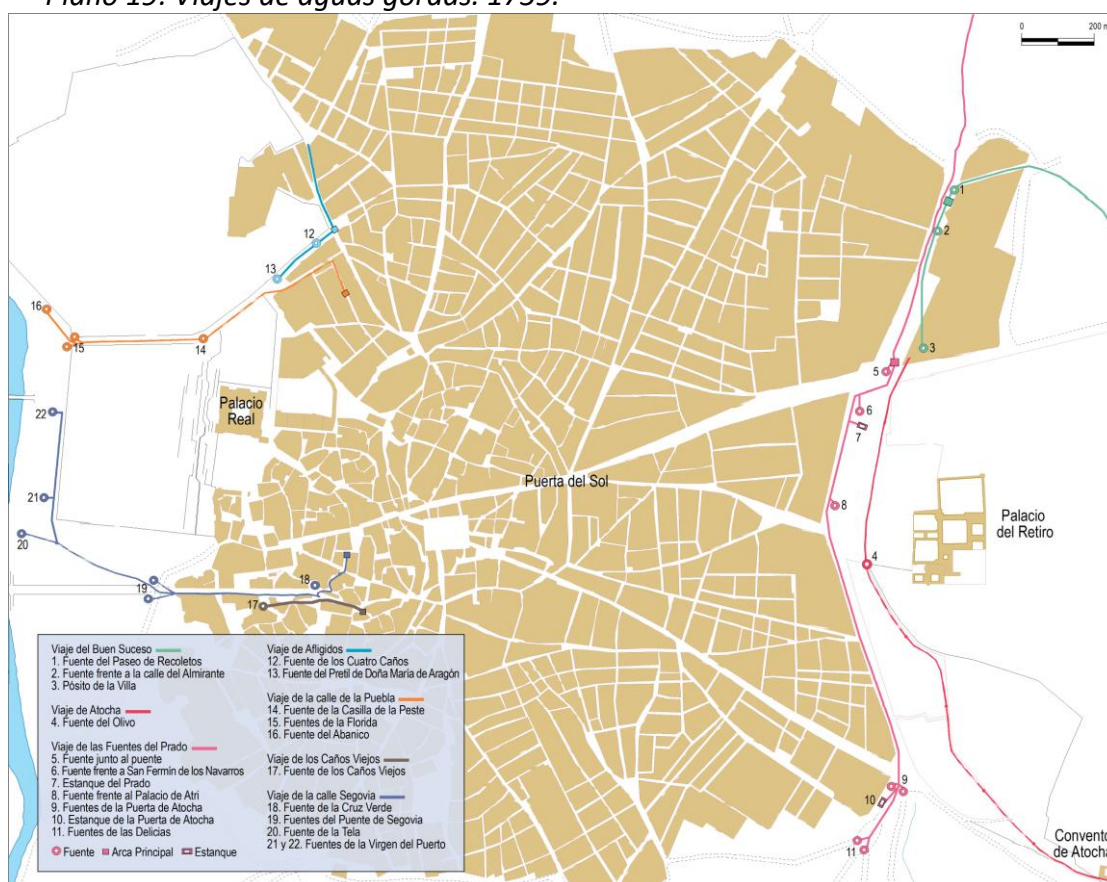 Plano 15. Viajes de aguas gordas. 1759.
0 200 m
1
2
3
12
13
16
15
14
5
6
7
22
Palacio
Real
21
Puerta del Sol
8
Palacio
del Retiro
20
4
19
18
17
9
10
11
Convento
de Atocha
Viaje del Buen Suceso
1. Fuente del Paseo de Recoletos
2. Fuente frente a la calle del Almirante
3. Pósito de la Villa
Viaje de Atocha
4. Fuente del Olivo
Viaje de las Fuentes del Prado
5. Fuente junto al puente
6. Fuente frente a San Fermín de los Navarros
7. Estanque del Prado
8. Fuente frente al Palacio de Atri
9. Fuentes de la Puerta de Atocha
10. Estanque de la Puerta de Atocha
11. Fuentes de las Delicias
Viaje de Afligidos
12. Fuente de los Cuatro Caños
13. Fuente del Pretil de Doña Maria de Aragón
Viaje de la calle de la Puebla
14. Fuente de la Casilla de la Peste
15. Fuentes de la Florida
16. Fuente del Abanico
Viaje de los Caños Viejos
17. Fuente de los Caños Viejos
Viaje de la calle Segovia
18. Fuente de la Cruz Verde
19. Fuentes del Puente de Segovia
20. Fuente de la Tela
21 y 22. Fuentes de la Virgen del Puerto
Fuente Arca Principal Estanque